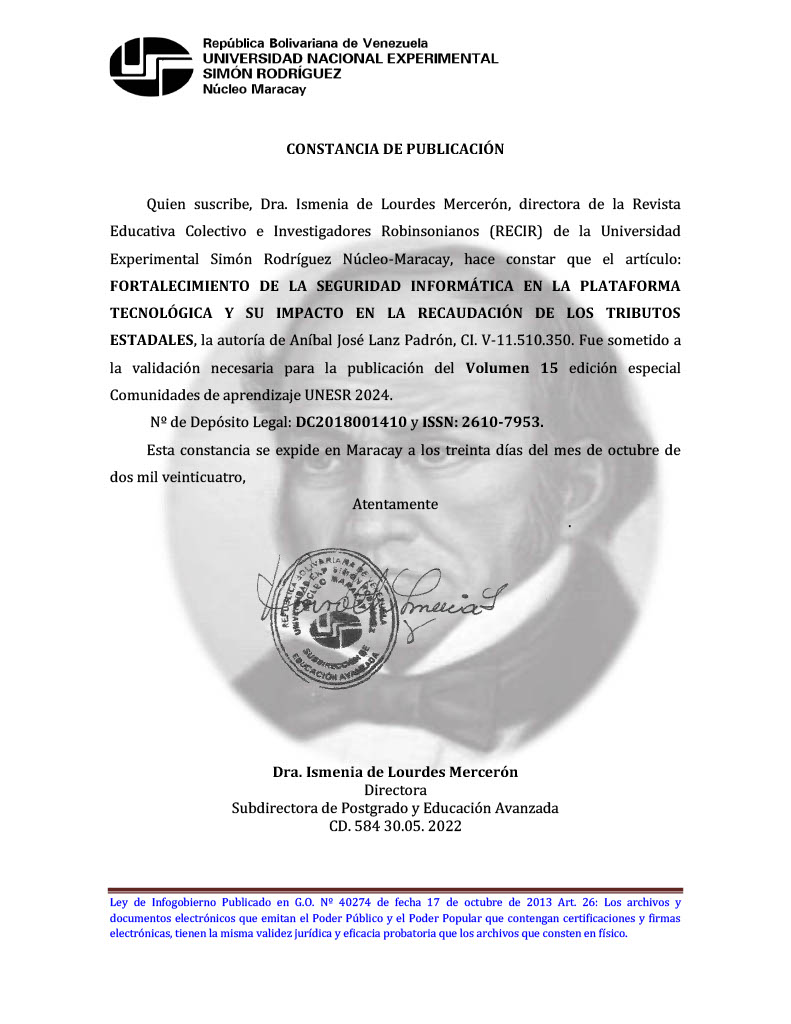 República Bolivariana de Venezuela
UNIVERSIDAD NACIONAL EXPERIMENTAL
SIMÓN RODRÍGUEZ
Núcleo Maracay
CONSTANCIA DE PUBLICACIÓN
Quien suscribe, Dra. Ismenia de Lourdes Mercerón, directora de la Revista
Educativa Colectivo e Investigadores Robinsonianos (RECIR) de la Universidad
Experimental Simón Rodríguez Núcleo-Maracay, hace constar que el artículo:
FORTALECIMIENTO DE LA SEGURIDAD INFORMÁTICA EN LA PLATAFORMA
TECNOLÓGICA Y SU IMPACTO EN LA RECAUDACIÓN DE LOS TRIBUTOS
ESTADALES, la autoría de Aníbal José Lanz Padrón, CI. V-11.510.350. Fue sometido a
la validación necesaria para la publicación del Volumen 15 edición especial
Comunidades de aprendizaje UNESR 2024.
Nº de Depósito Legal: DC2018001410 y ISSN: 2610-7953.
Esta constancia se expide en Maracay a los treinta días del mes de octubre de
dos mil veinticuatro,
Atentamente
.
REPÚBLICA BOLIVARIANA DE VENEZUELA
NÚCLEO MARACAY
SUBDIRECCIÓN DE
EDUCACIÓN AVANZADA
Dra. Ismenia de Lourdes Mercerón
Directora
Subdirectora de Postgrado y Educación Avanzada
CD. 584 30.05. 2022
Ley de Infogobierno Publicado en G.O. Nº 40274 de fecha 17 de octubre de 2013 Art. 26: Los archivos y
documentos electrónicos que emitan el Poder Público y el Poder Popular que contengan certificaciones y firmas
electrónicas, tienen la misma validez jurídica y eficacia probatoria que los archivos que consten en físico.